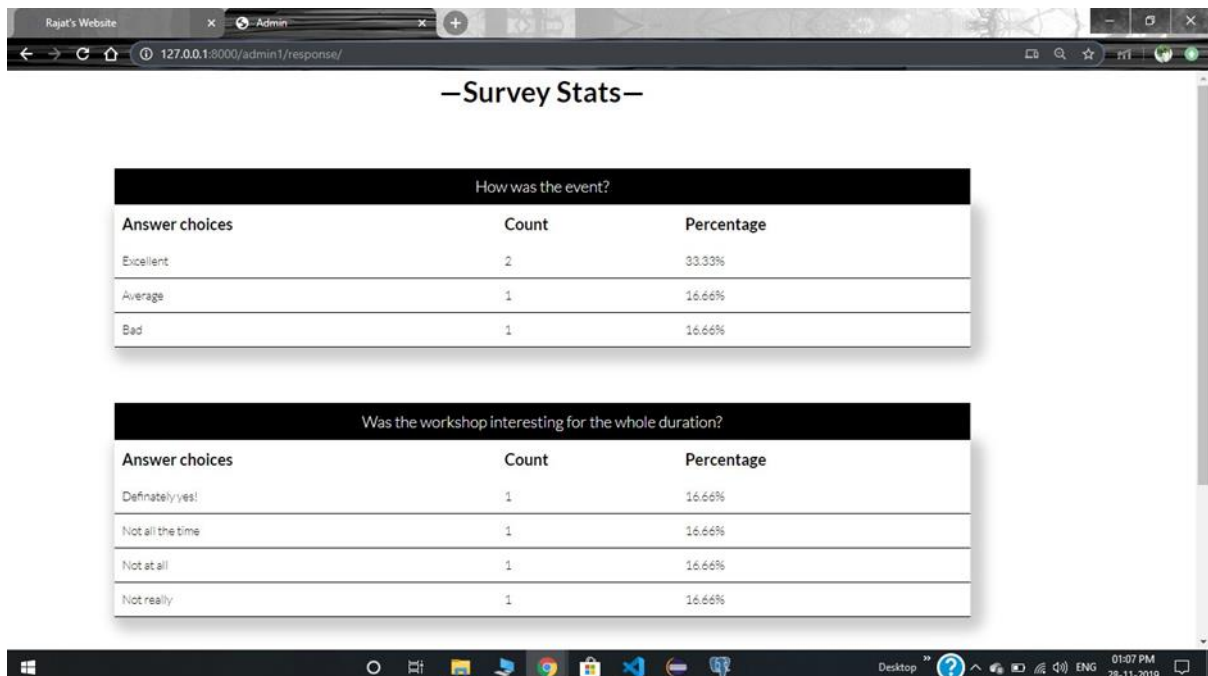 Rajat's Website
Admin
127.0.0.1:8000/admin1/response/
—Survey Stats—
How was the event?
Answer choices Count Percentage
Excellent 2 33.33%
Average 1 16.66%
Bad 1 16.66%
Was the workshop interesting for the whole duration?
Answer choices Count Percentage
Definately yes! 1 16.66%
Not all the time 1 16.66%
Not at all 1 16.66%
Not really 1 16.66%
Desktop ENG 01:07 PM
28-11-2019